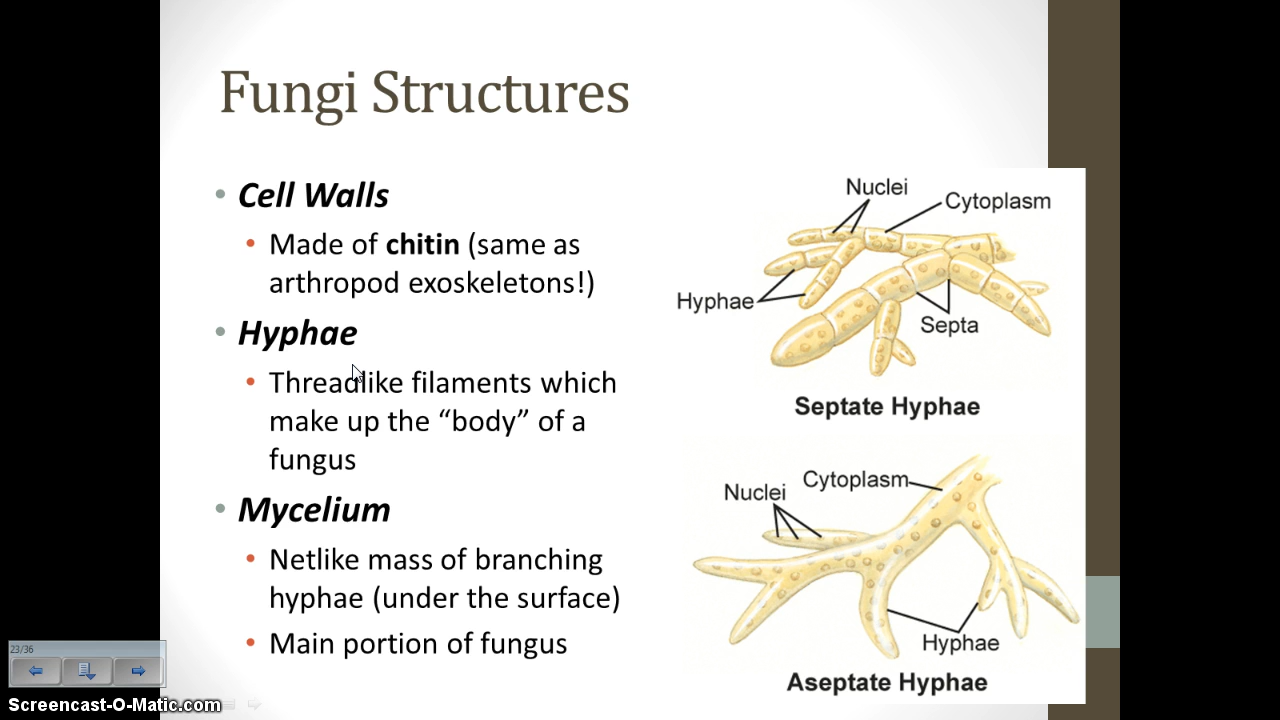 Fungi Structures
• Cell Walls
• Made of chitin (same as
arthropod exoskeletons!)
• Hyphae
• Threadlike filaments which
make up the “body” of a
fungus
• Mycelium
• Netlike mass of branching
hyphae (under the surface)
• Main portion of fungus
Nuclei
Cytoplasm
Hyphae
Septa
Septate Hyphae
Cytoplasm
Nuclei
Hyphae
Aseptate Hyphae
23/36
Screencast-O-Matic.com